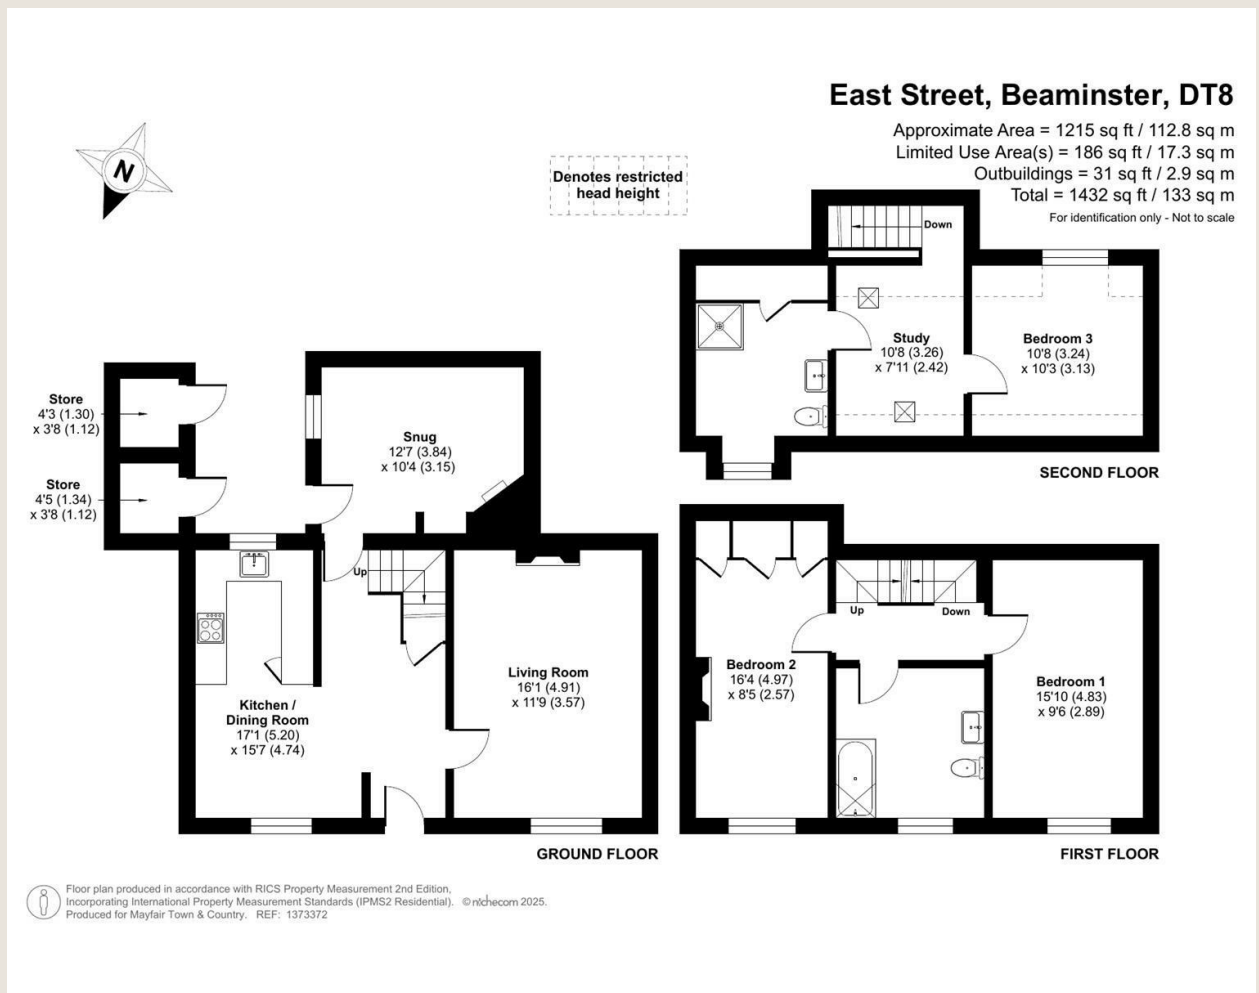 East Street, Beaminster, DT8
Approximate Area = 1215 sq ft / 112.8 sq m
Limited Use Area(s) = 186 sq ft / 17.3 sq m
Outbuildings = 31 sq ft / 2.9 sq m
Total = 1432 sq ft / 133 sq m
For identification only - Not to scale
N
Denotes restricted
head height
Down
Study
10'8 (3.26)
x 7'11 (2.42)
Bedroom 3
10'8 (3.24)
x 10'3 (3.13)
SECOND FLOOR
Store
4'3 (1.30)
x 3'8 (1.12)
Store
4'5 (1.34)
x 3'8 (1.12)
Snug
12'7 (3.84)
x 10'4 (3.15)
Up
Living Room
16'1 (4.91)
x 11'9 (3.57)
Kitchen /
Dining Room
17'1 (5.20)
x 15'7 (4.74)
GROUND FLOOR
Up
Down
Bedroom 2
16'4 (4.97)
x 8'5 (2.57)
Bedroom 1
15'10 (4.83)
x 9'6 (2.89)
FIRST FLOOR
Floor plan produced in accordance with RICS Property Measurement 2nd Edition,
Incorporating International Property Measurement Standards (IPMS2 Residential). © nichecom 2025.
Produced for Mayfair Town & Country. REF: 1373372